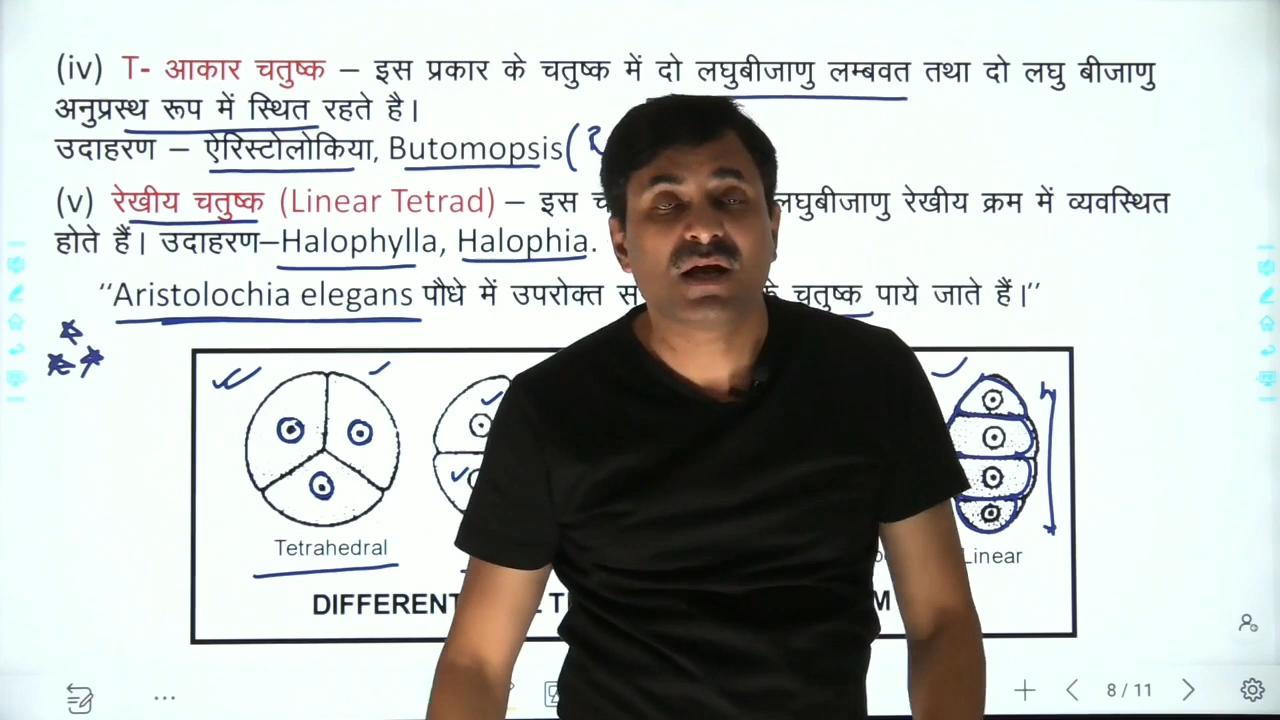 (iv) T- आकार चतुष्क – इस प्रकार के चतुष्क में दो लघुबीजाणु लम्बवत तथा दो लघु बीजाणु
अनुप्रस्थ रूप में स्थित रहते है।
उदाहरण – ऐरिस्टोलोकिया, Butomopsis(
(v) रेखीय चतुष्क (Linear Tetrad) – इस लघुबीजाणु रेखीय क्रम में व्यवस्थित
होते हैं। उदाहरण–Halophylla, Halophia.
“Aristolochia elegans पौधे में उपरोक्त चतुष्क पाये जाते हैं।”
Tetrahedral Linear
DIFFERENT
8 / 11